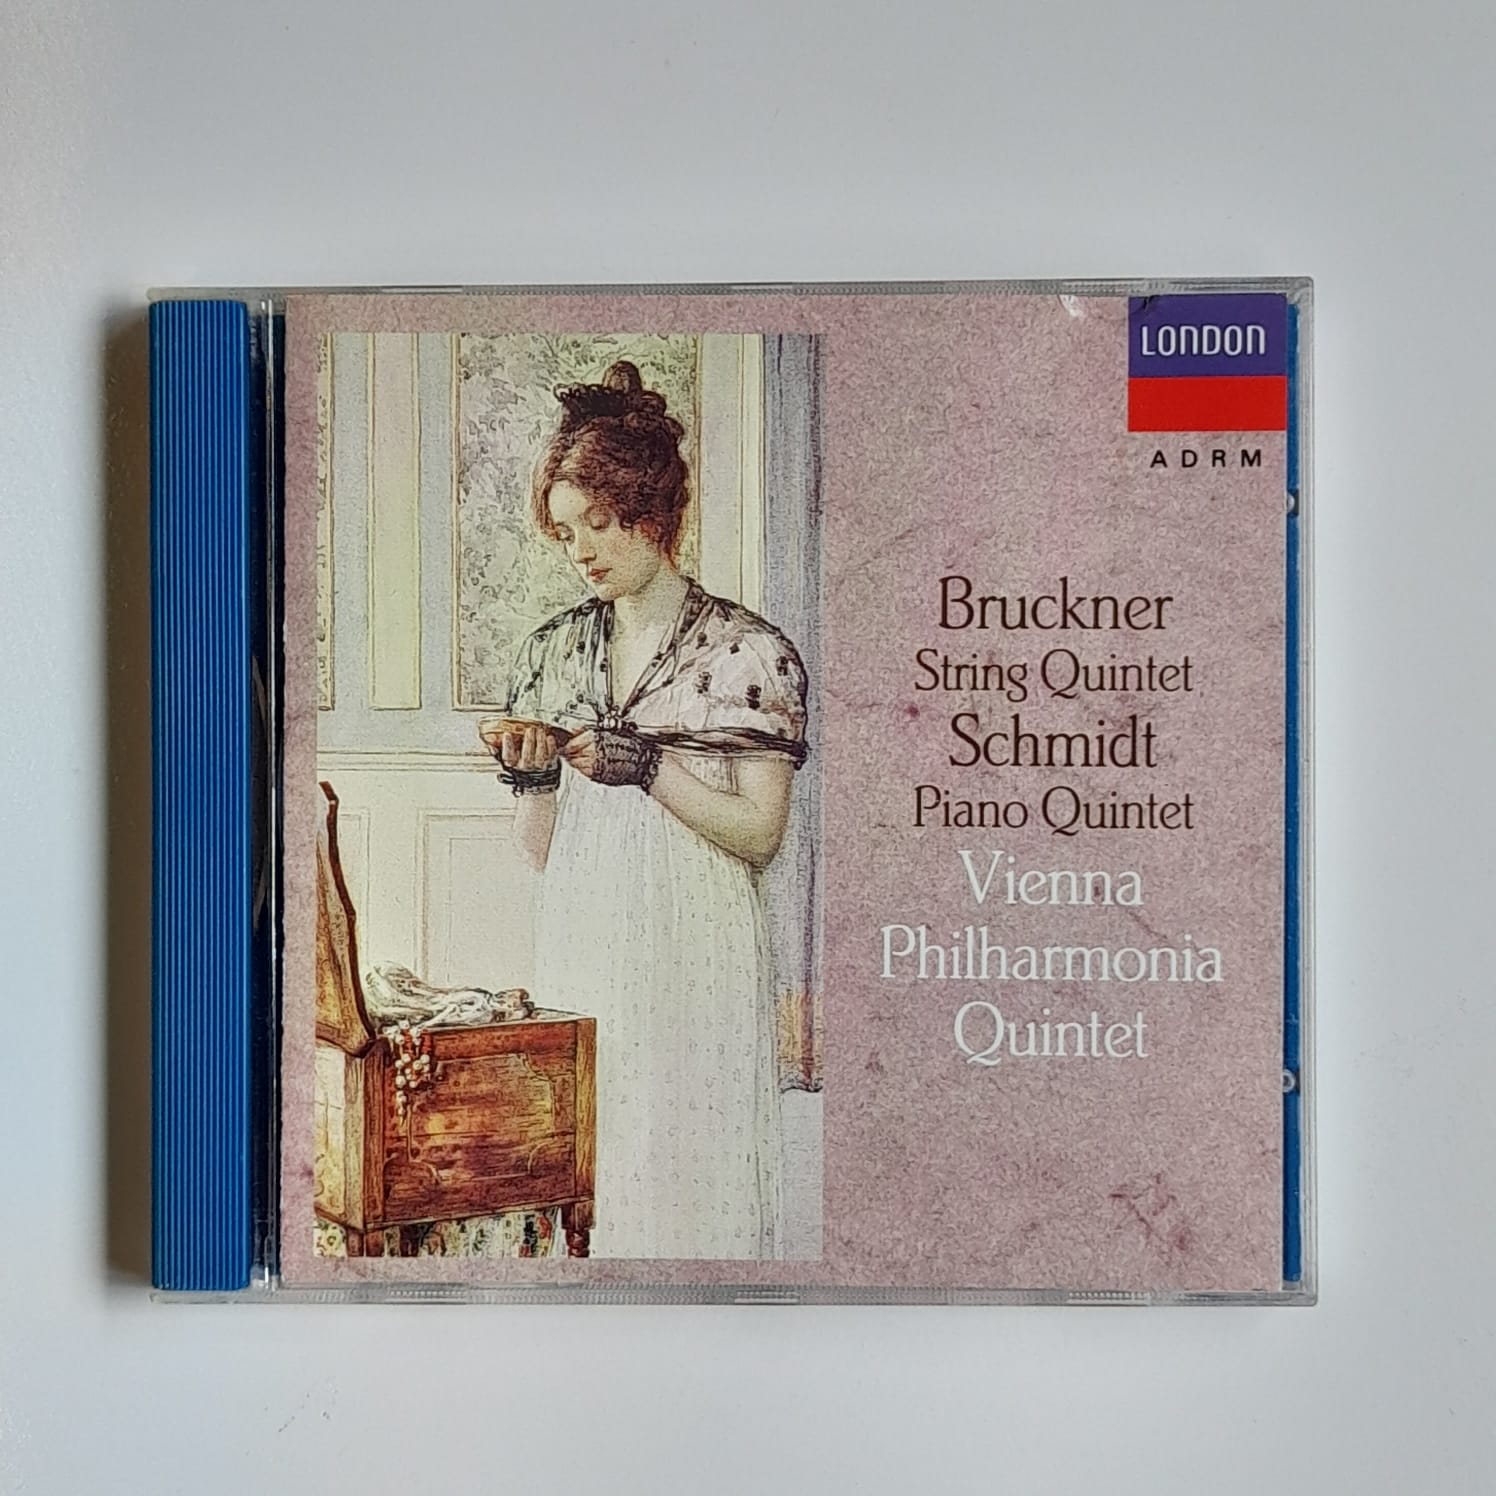 LONDON
ADRM
Bruckner
String Quintet
Schmidt
Piano Quintet
Vienna
Philharmonia
Quintet